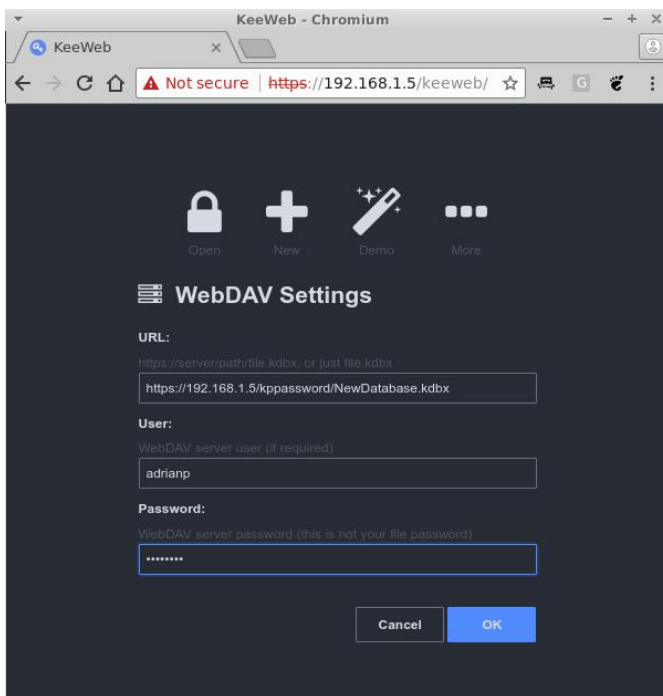 KeeWeb - Chromium
KeeWeb
Not secure https://192.168.1.5/keeweb/
Open New Demo More
WebDAV Settings
URL:
https://server/path/file.kdbx, or just file.kdbx
https://192.168.1.5/kppassword/NewDatabase.kdbx
User:
WebDAV server user (if required)
adrianp
Password:
WebDAV server password (this is not your file password)
••••••••
Cancel OK